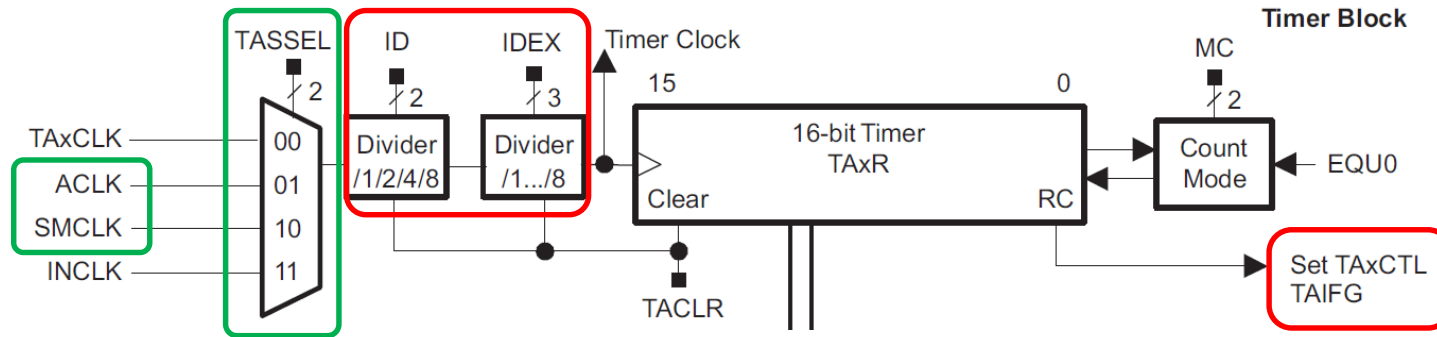 Timer Block
TASSEL
ID
IDEX
Timer Clock
MC
2
2
3
15
0
2
TAxCLK
00
Divider
/1/2/4/8
Divider
/1.../8
16-bit Timer
TAxR
Count
Mode
EQU0
ACLK
01
SMCLK
10
Clear
RC
INCLK
11
Set TAxCTL
TAIFG
TACLR